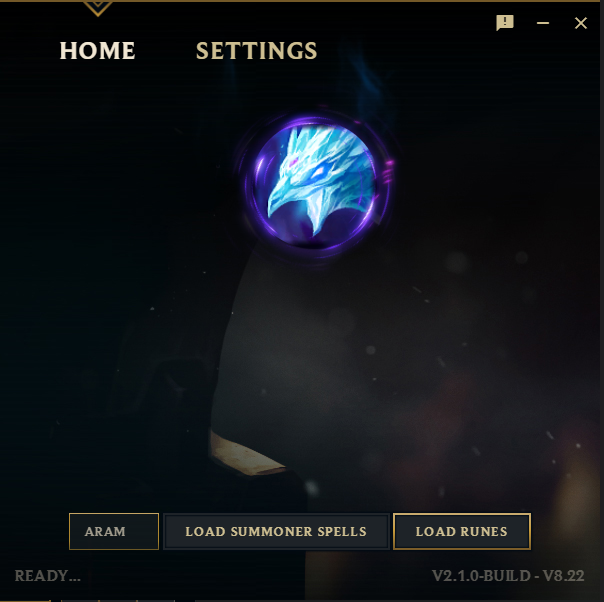 HOME SETTINGS
ARAM LOAD SUMMONER SPELLS LOAD RUNES
READY... V2.1.0-BUILD - V8.22